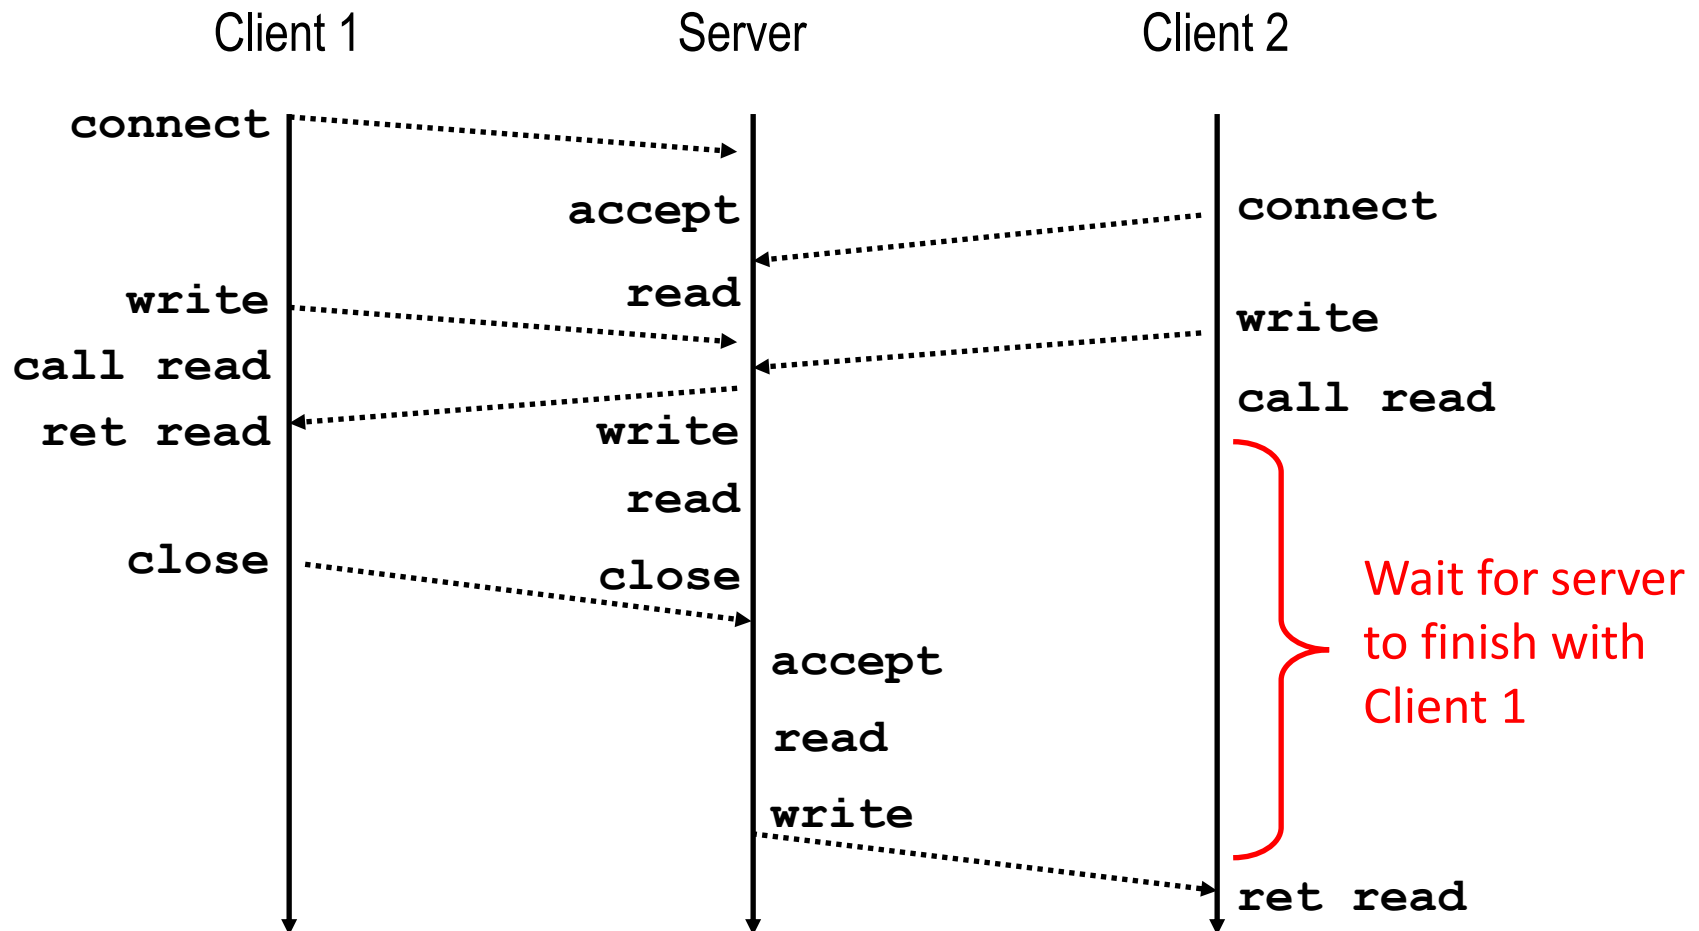 Client 1
Server
Client 2
connect
accept
connect
write
read
write
call read
call read
ret read
write
read
close
close
Wait for server
to finish with
Client 1
accept
read
write
ret read